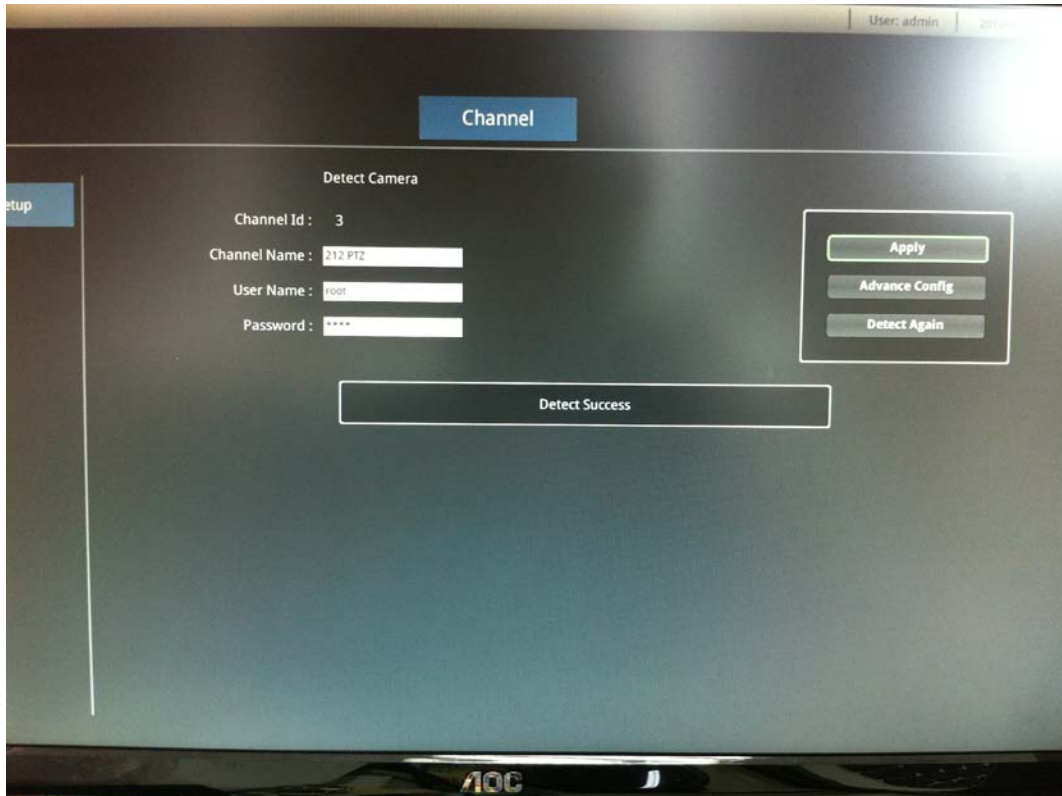 User: admin
Channel
etup
Detect Camera
Channel Id : 3
Channel Name : 212 PTZ
User Name : root
Password : ****
Apply
Advance Config
Detect Again
Detect Success
AOC